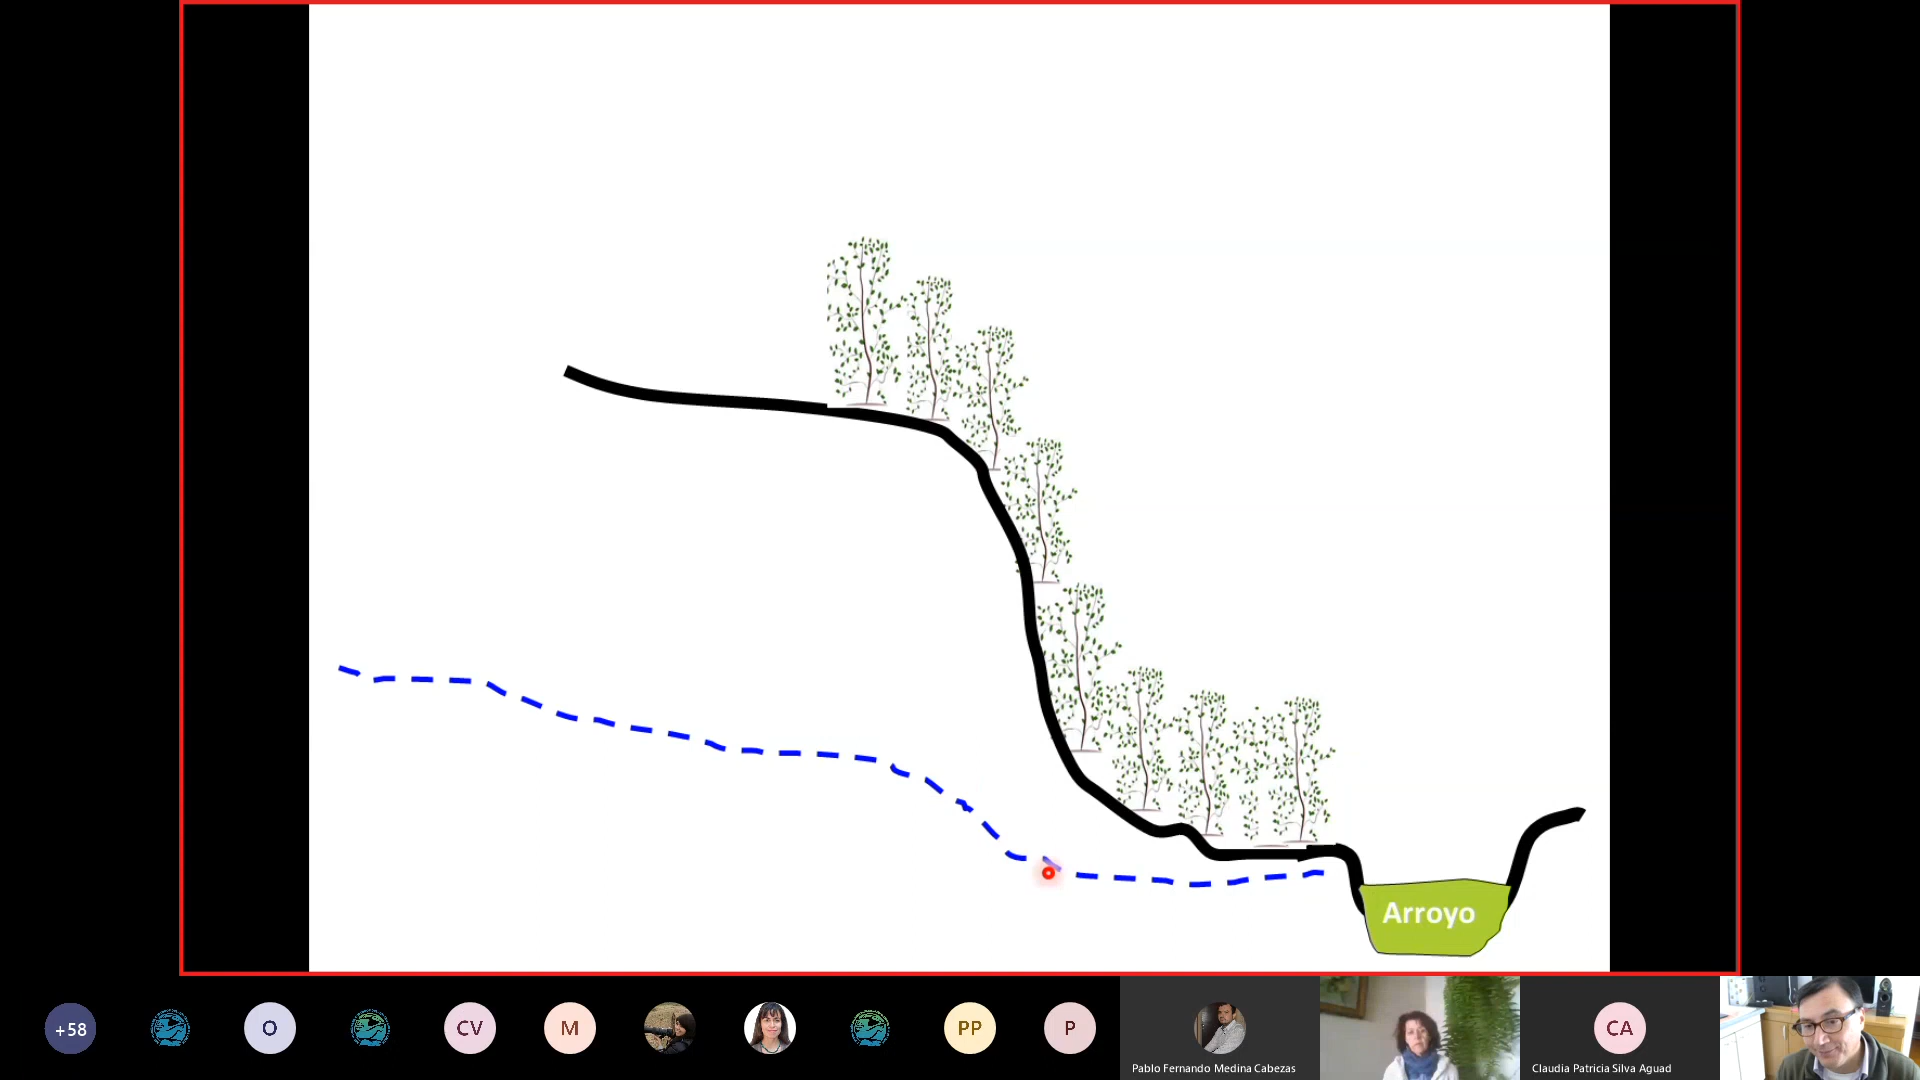 Arroyo
+58
O
CV
M
PP
P
Pablo Fernando Medina Cabezas
CA
Claudia Patricia Silva Aguad